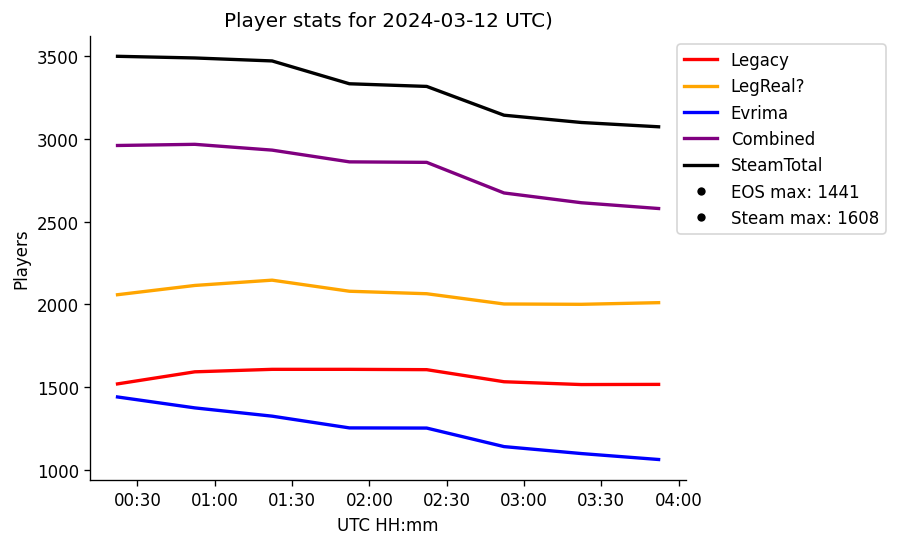 Player stats for 2024-03-12 UTC)
3500
3000
2500
2000
1500
1000
Players
00:30 01:00 01:30 02:00 02:30 03:00 03:30 04:00
UTC HH:mm
Legacy
LegReal?
Evrima
Combined
SteamTotal
EOS max: 1441
Steam max: 1608